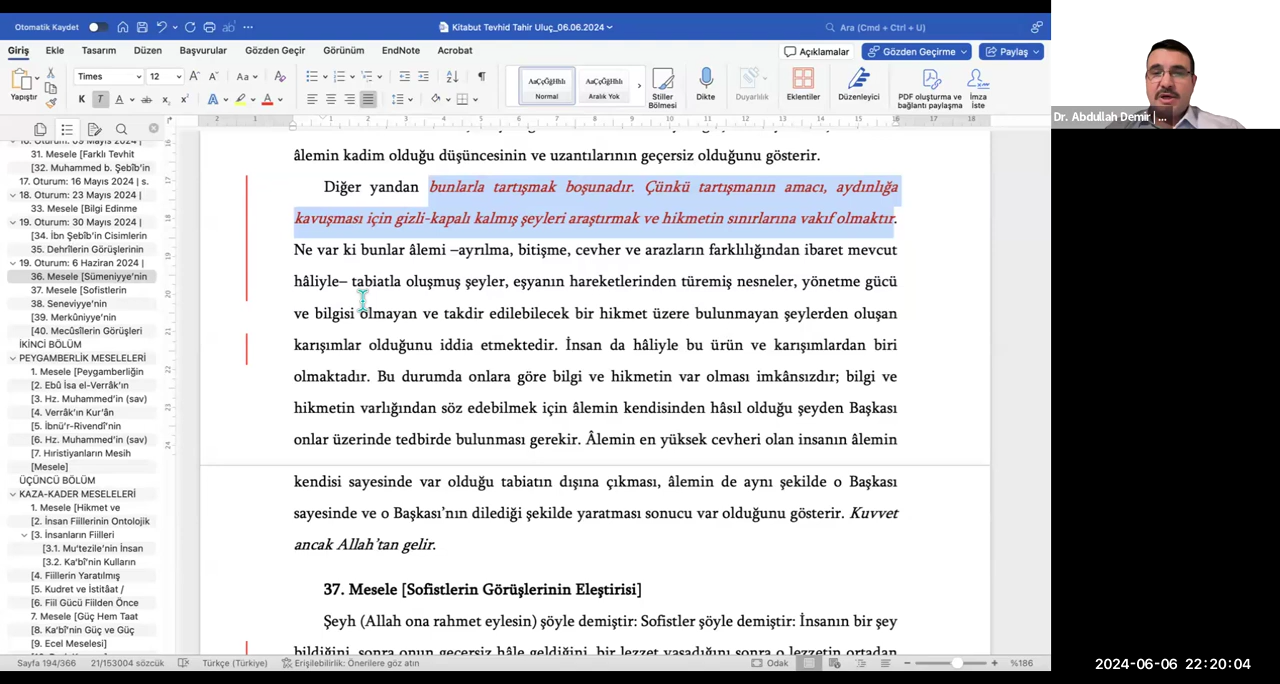 Otomatik Kaydet
Kitabut Tevhid Tahir Uluç_06.06.2024
Ara (Cmd + Ctrl + U)
Giriş Ekle Tasarım Düzen Başvurular Gözden Geçir Görünüm EndNote Acrobat
Açıklamalar Gözden Geçirme Paylaş
Yapıştır
Times 12
AaÇçĞğHhIı AaÇçĞğHhIı
Normal Aralık Yok
Stiller Bölmesi
Dikte
Duyarlılık
Eklentiler
Düzenleyici
PDF oluşturma ve bağlantı paylaşma
İmza İste
Dr. Abdullah Demir | ...
31. Mesele [Farklı Tevhid
[32. Muhammed b. Şebîb'in
17. Oturum: 16 Mayıs 2024 | s.
18. Oturum: 23 Mayıs 2024
33. Mesele [Bilgi Edinme
19. Oturum: 30 Mayıs 2024
[34. İbn Şebîb'in Cisimlerin
35. Dehrîlerin Görüşlerinin
19. Oturum: 6 Haziran 2024
36. Mesele [Sümeniyye'nin
37. Mesele [Sofistlerin
38. Seneviyye'nin
[39. Merkûniyye'nin
[40. Mecûsîlerin Görüşleri
İKİNCİ BÖLÜM
PEYGAMBERLİK MESELELERİ
1. Mesele [Peygamberliğin
[2. Ebû İsa el-Verrâk'ın
[3. Hz. Muhammed'in (sav)
[4. Verrâk'ın Kur'ân
[5. İbnü'r-Rivendî'nin
[6. Hz. Muhammed'in (sav)
[7. Hıristiyanların Mesih
[Mesele]
ÜÇÜNCÜ BÖLÜM
KAZA-KADER MESELELERİ
1. Mesele [Hikmet ve
[2. İnsan Fiillerinin Ontolojik
[3. İnsanların Fiilleri
[3.1. Mu'tezile'nin İnsan
[3.2. Ka'bî'nin Kulların
[4. Fiillerin Yaratılmış
[5. Kudret ve İstitâat /
[6. Fiil Gücü Fiilden Önce
7. Mesele [Güç Hem Taat
[8. Ka'bî'nin Güç ve Güç
[9. Ecel Meselesi]
âlemin kadim olduğu düşüncesinin ve uzantılarının geçersiz olduğunu gösterir.
Diğer yandan bunlarla tartışmak boşunadır. Çünkü tartışmanın amacı, aydınlığa
kavuşması için gizli-kapalı kalmış şeyleri araştırmak ve hikmetin sınırlarına vakıf olmaktır.
Ne var ki bunlar âlemi –ayrılma, bitişme, cevher ve arazların farklılığından ibaret mevcut
hâliyle– tabiatla oluşmuş şeyler, eşyanın hareketlerinden türemiş nesneler, yönetme gücü
ve bilgisi olmayan ve takdir edilebilecek bir hikmet üzere bulunmayan şeylerden oluşan
karışımlar olduğunu iddia etmektedir. İnsan da hâliyle bu ürün ve karışımlardan biri
olmaktadır. Bu durumda onlara göre bilgi ve hikmetin var olması imkânsızdır; bilgi ve
hikmetin varlığından söz edebilmek için âlemin kendisinden hâsıl olduğu şeyden Başkası
onlar üzerinde tedbirde bulunması gerekir. Âlemin en yüksek cevheri olan insanın âlemin
kendisi sayesinde var olduğu tabiatın dışına çıkması, âlemin de aynı şekilde o Başkası
sayesinde ve o Başkası'nın dilediği şekilde yaratması sonucu var olduğunu gösterir. Kuvvet
ancak Allah'tan gelir.
37. Mesele [Sofistlerin Görüşlerinin Eleştirisi]
Şeyh (Allah ona rahmet eylesin) şöyle demiştir: Sofistler şöyle demiştir: İnsanın bir şey
bildiğini, sonra onun geçersiz hâle geldiğini, bir lezzet yaşadığını sonra o lezzetin ortadan
Sayfa 194/366 21/153004 sözcük Türkçe (Türkiye) Erişilebilirlik: Önerilere göz atın Odak %186
2024-06-06 22:20:04